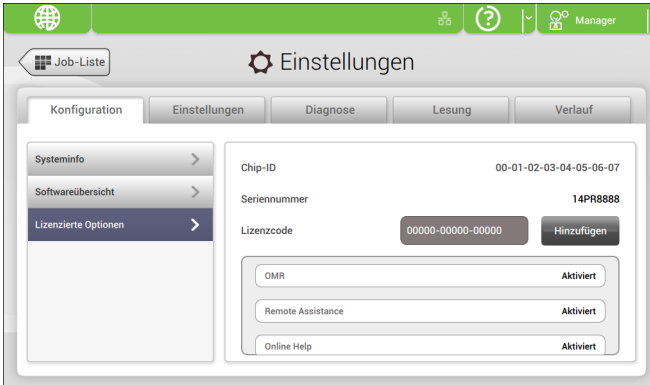 Manager
Job-Liste
Einstellungen
Konfiguration Einstellungen Diagnose Lesung Verlauf
Systeminfo
Softwareübersicht
Lizenzierte Optionen
Chip-ID 00-01-02-03-04-05-06-07
Seriennummer 14PR8888
Lizenzcode 00000-00000-00000 Hinzufügen
OMR Aktiviert
Remote Assistance Aktiviert
Online Help Aktiviert